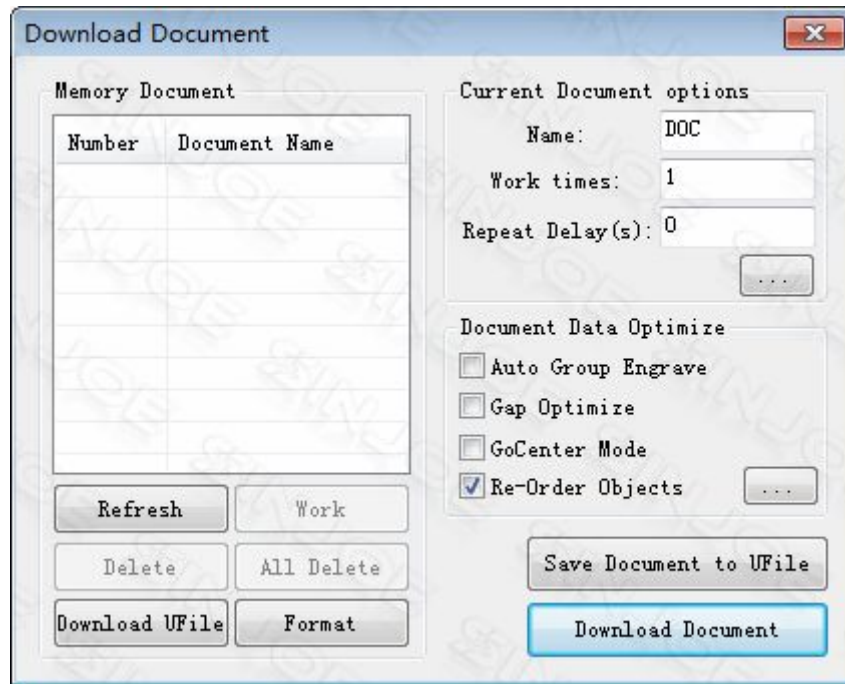 Download Document
Memory Document
Number Document Name
Refresh Work
Delete All Delete
Download UFile Format
Current Document options
Name: DOC
Work times: 1
Repeat Delay(s): 0
...
Document Data Optimize
Auto Group Engrave
Gap Optimize
GoCenter Mode
Re-Order Objects ...
Save Document to UFile
Download Document